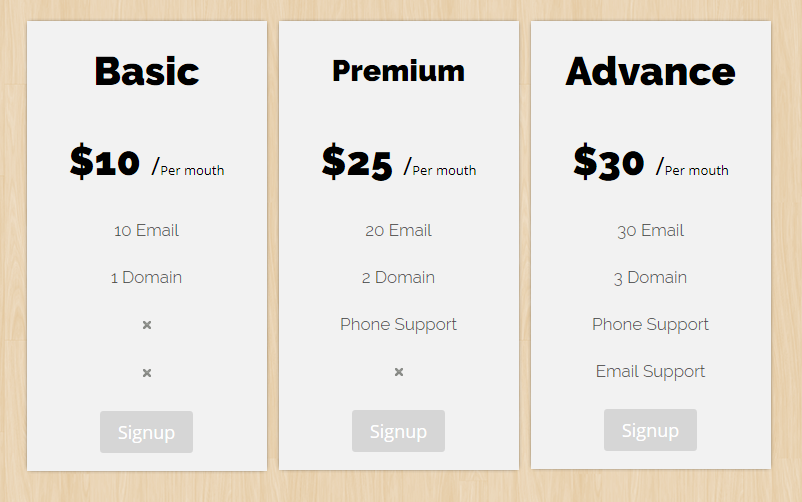 Basic
$10 /Per mouth
10 Email
1 Domain
×
×
Signup
Premium
$25 /Per mouth
20 Email
2 Domain
Phone Support
×
Signup
Advance
$30 /Per mouth
30 Email
3 Domain
Phone Support
Email Support
Signup